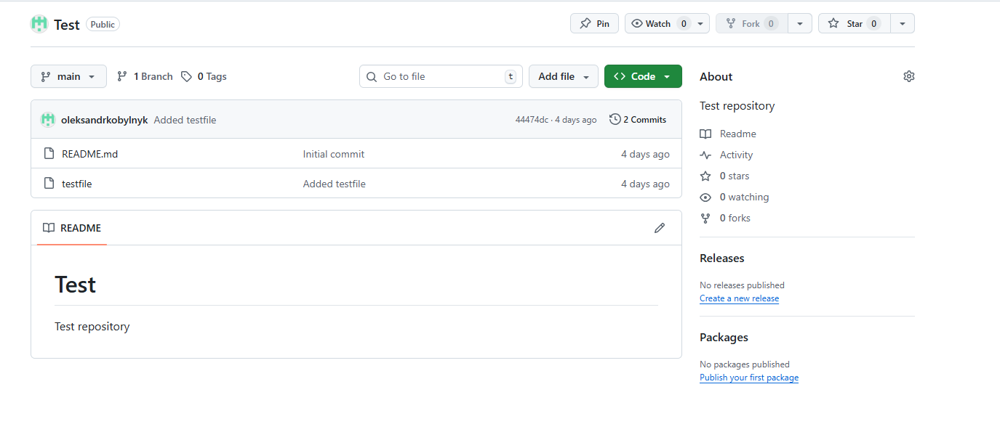 Test Public Pin Watch 0 Fork 0 Star 0
main 1 Branch 0 Tags Go to file t Add file Code
oleksandrkobylnyk Added testfile 44474dc · 4 days ago 2 Commits
README.md Initial commit 4 days ago
testfile Added testfile 4 days ago
README
Test
Test repository
About
Test repository
Readme
Activity
0 stars
0 watching
0 forks
Releases
No releases published
Create a new release
Packages
No packages published
Publish your first package